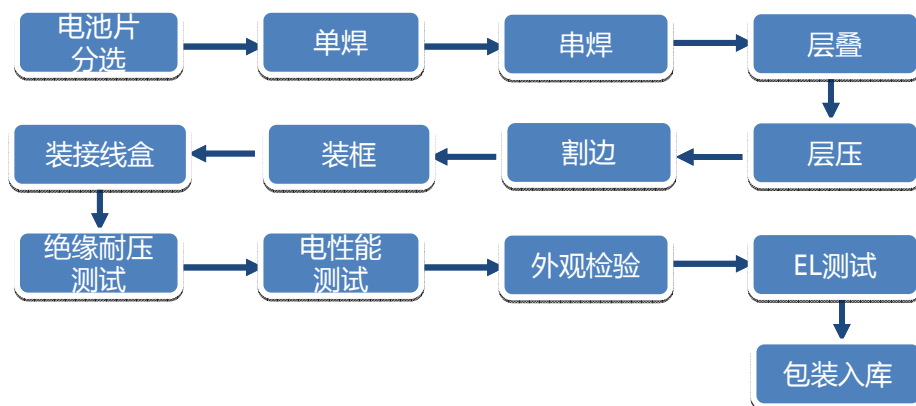 电池片
分选
单焊
串焊
层叠
装接线盒
装框
割边
层压
绝缘耐压
测试
电性能
测试
外观检验
EL测试
包装入库